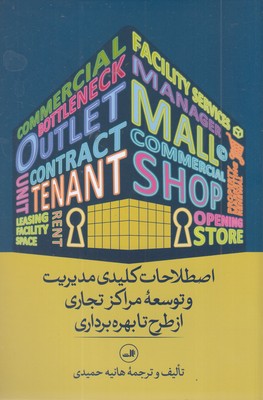 COMMERCIAL
BOTTLENECK
OUTLET
CONTRACT
UNIT
TENANT
LEASING
FACILITY
SPACE
RENT
FACILITY SERVICES
MANAGER
MALL
COMMERCIAL
SHOP
OPENING
STORE
اصطلاحات کلیدی مدیریت
و توسعهٔ مراکز تجاری
از طرح تا بهره‌برداری
تألیف و ترجمهٔ هانیه حمیدی